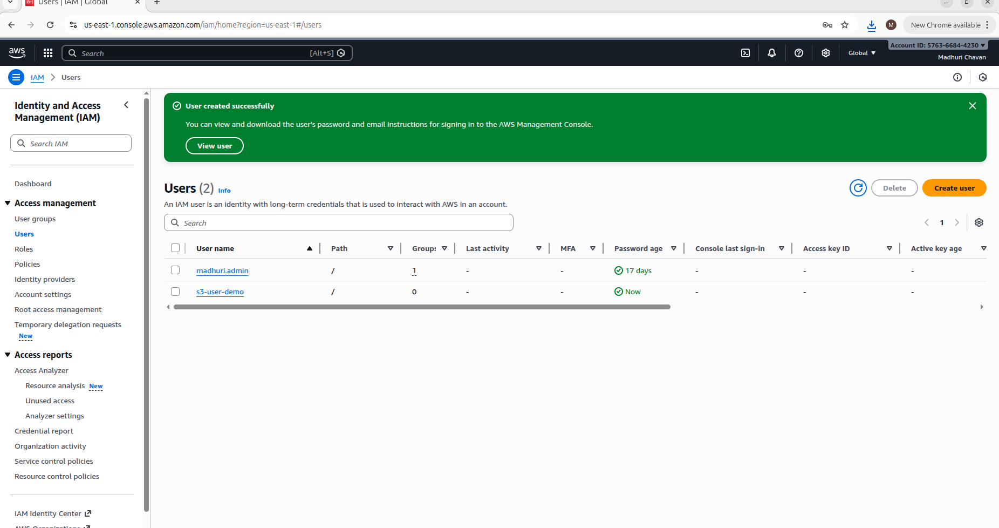 Users | IAM | Global
us-east-1.console.aws.amazon.com/iam/home?region=us-east-1#/users
M
New Chrome available
aws
Search
[Alt+S]
Global
Account ID: 5763-6684-4230
Madhuri Chavan
IAM
Users
Identity and Access
Management (IAM)
Search IAM
Dashboard
Access management
User groups
Users
Roles
Policies
Identity providers
Account settings
Root access management
Temporary delegation requests
New
Access reports
Access Analyzer
Resource analysis New
Unused access
Analyzer settings
Credential report
Organization activity
Service control policies
Resource control policies
IAM Identity Center
AWS Organizations
User created successfully
You can view and download the user's password and email instructions for signing in to the AWS Management Console.
View user
Users (2) Info
Delete
Create user
An IAM user is an identity with long-term credentials that is used to interact with AWS in an account.
Search
1
User name Path Groups Last activity MFA Password age Console last sign-in Access key ID Active key age
madhuri.admin / 1 - - 17 days - - -
s3-user-demo / 0 - - Now - - -